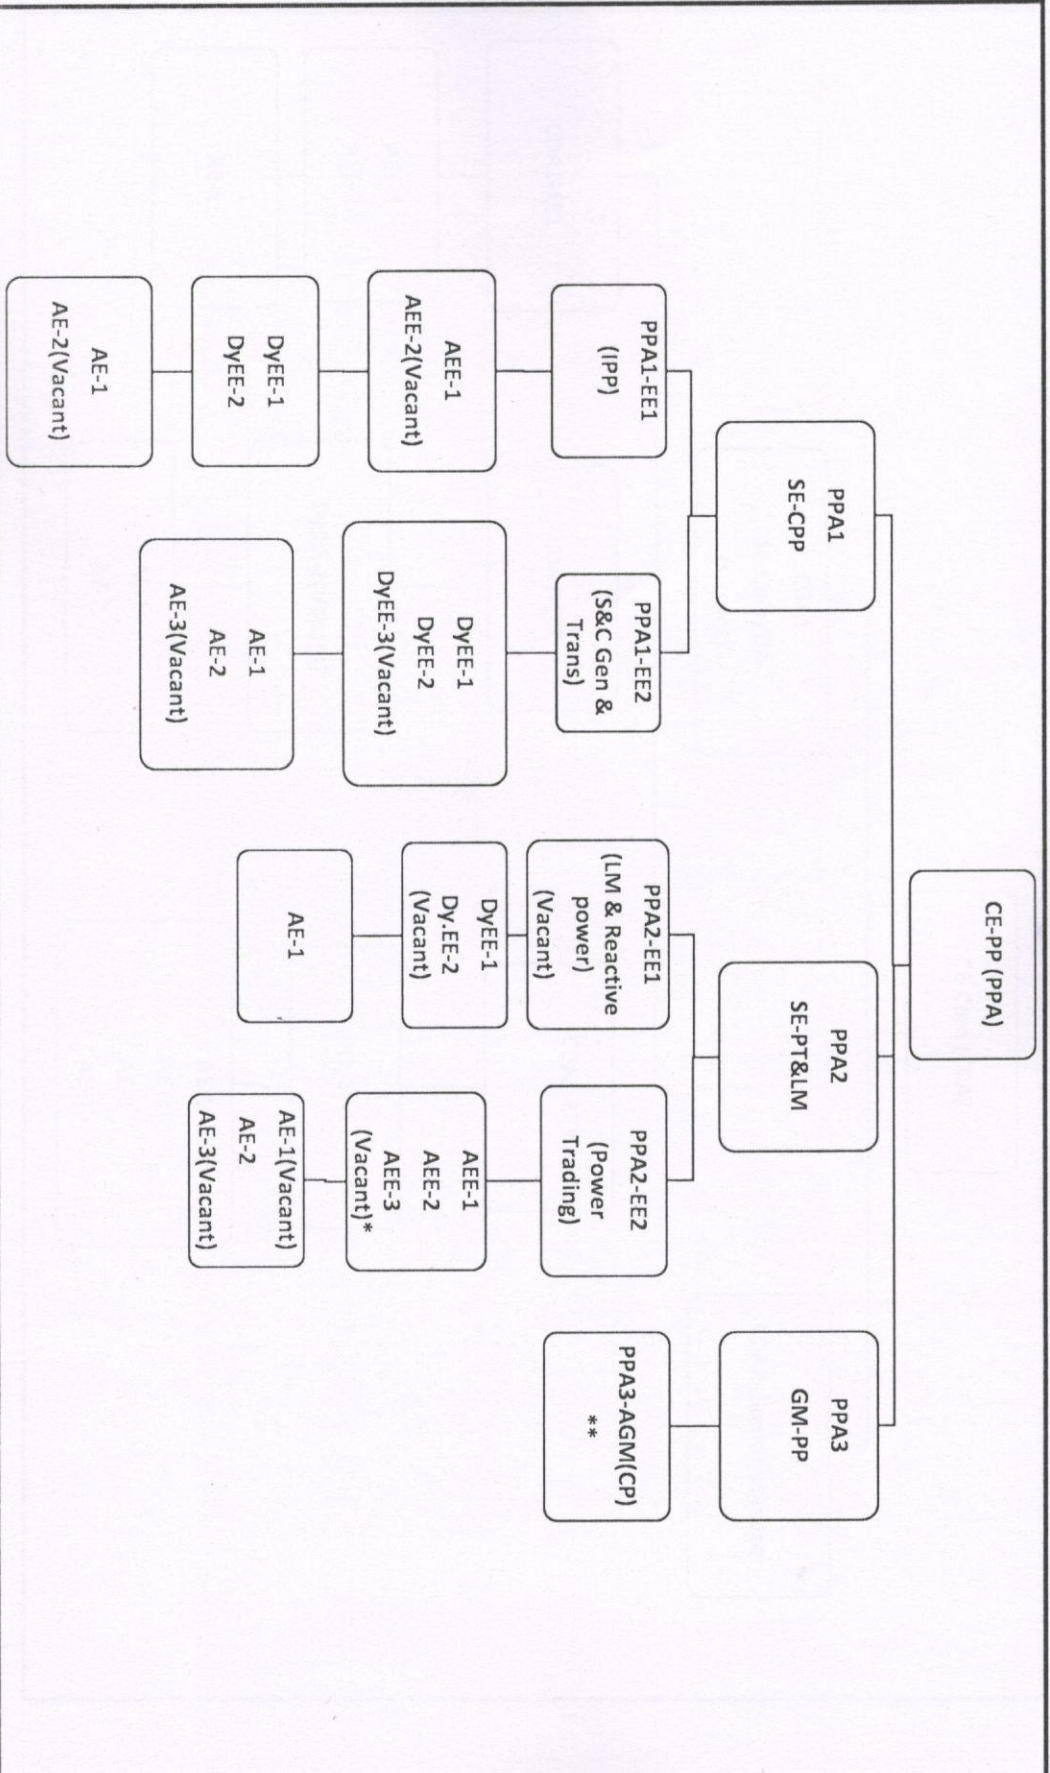 CE-PP (PPA)
PPA1
SE-CPP
PPA2
SE-PT&LM
PPA3
GM-PP
PPA1-EE1
(IPP)
PPA1-EE2
(S&C Gen &
Trans)
PPA2-EE1
(LM & Reactive
power)
(Vacant)
PPA2-EE2
(Power
Trading)
PPA3-AGM(CP)
**
AEE-1
AEE-2(Vacant)
DyEE-1
DyEE-2
DyEE-3(Vacant)
DyEE-1
Dy.EE-2
(Vacant)
AEE-1
AEE-2
AEE-3
(Vacant)*
DyEE-1
DyEE-2
AE-1
AE-2
AE-3(Vacant)
AE-1
AE-1(Vacant)
AE-2
AE-3(Vacant)
AE-1
AE-2(Vacant)